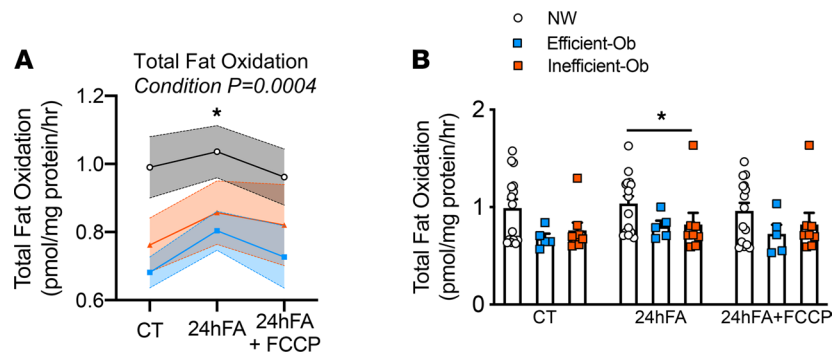 A
Total Fat Oxidation
Condition P=0.0004
Total Fat Oxidation
(pmol/mg protein/hr)
1.2
1.0
0.8
0.6
*
CT
24hFA
24hFA
+ FCCP
B
NW
Efficient-Ob
Inefficient-Ob
Total Fat Oxidation
(pmol/mg protein/hr)
2
1
0
*
CT
24hFA
24hFA+FCCP